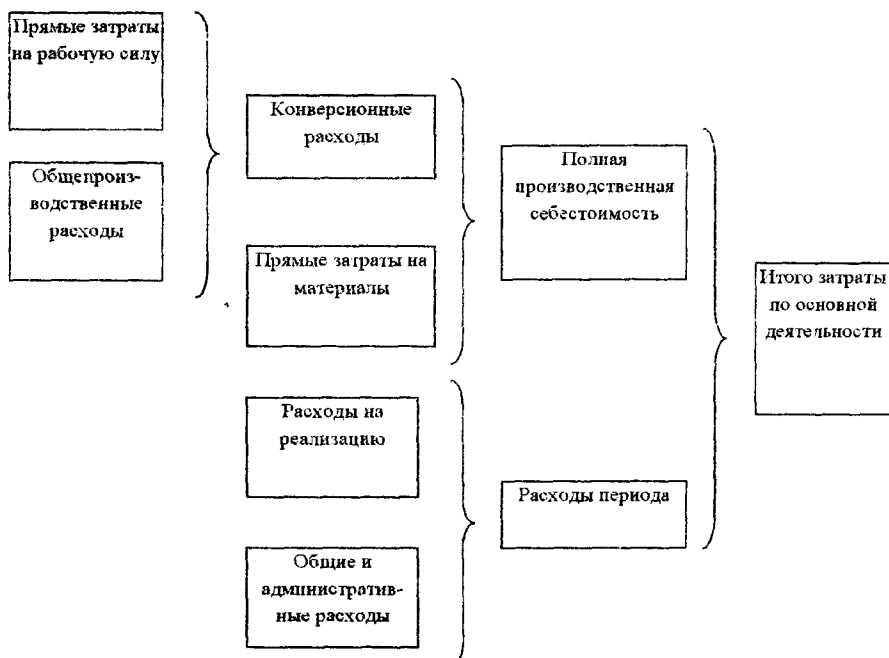 Прямые затраты
на рабочую силу
Общепроиз-
водственные
расходы
Конверсионные
расходы
Прямые затраты на
материалы
Расходы на
реализацию
Общие и
административ-
ные расходы
Полная
производственная
себестоимость
Расходы периода
Итого затраты
по основной
деятельности